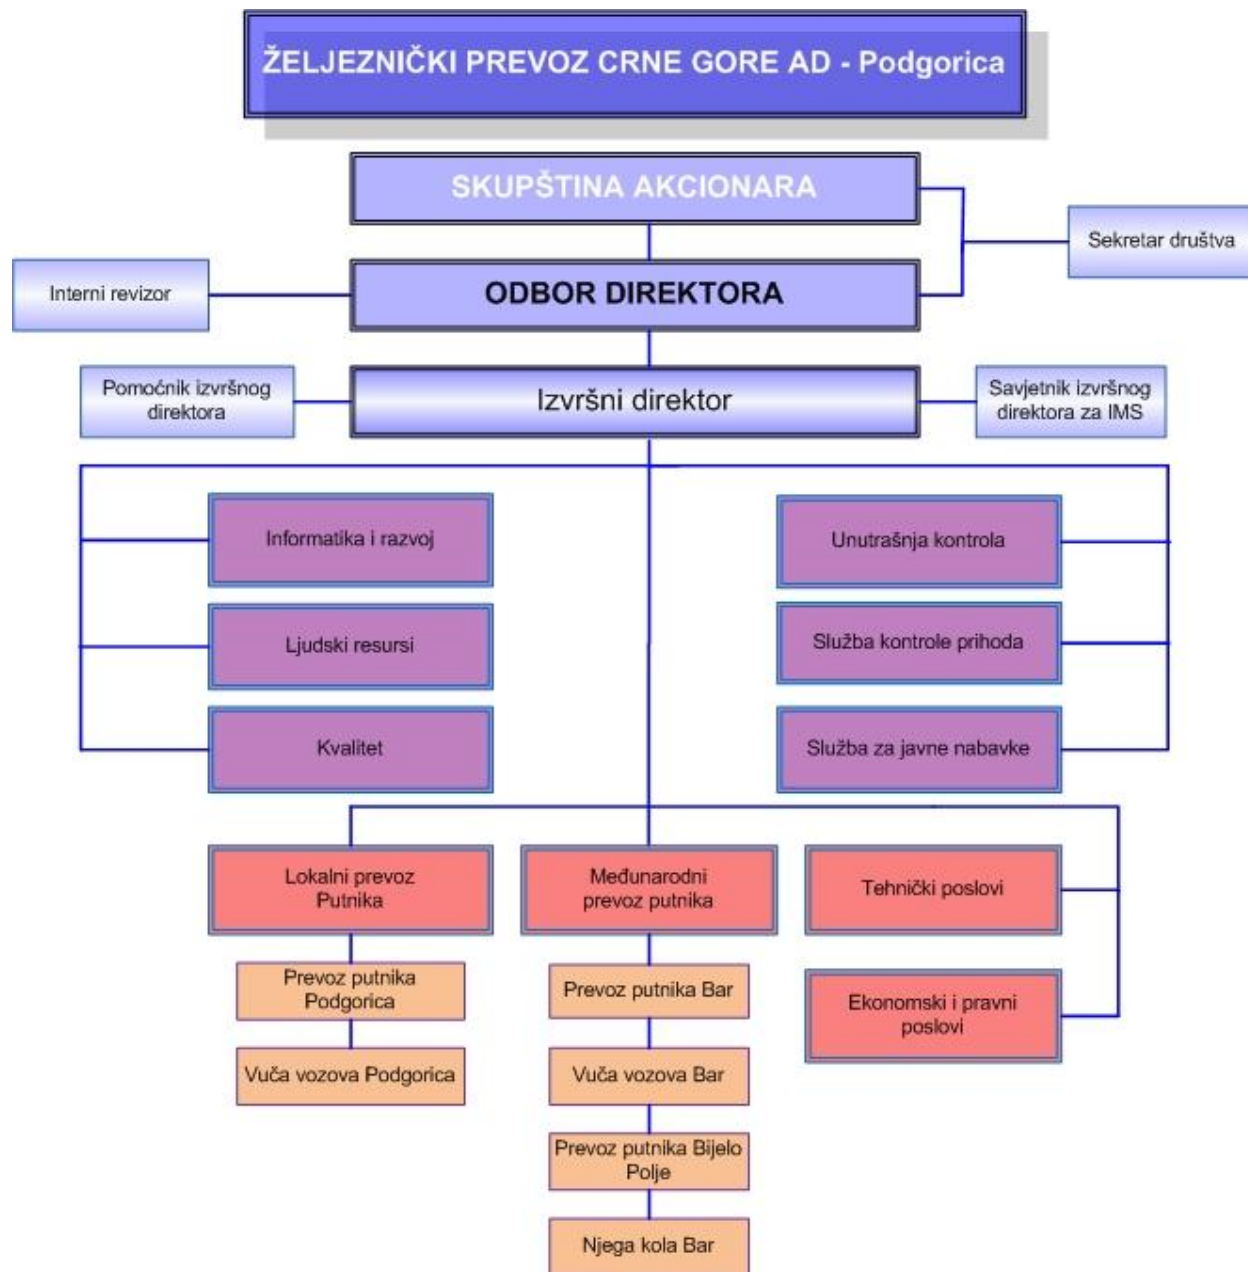 ŽELJEZNIČKI PREVOZ CRNE GORE AD - Podgorica
SKUPŠTINA AKCIONARA
Sekretar društva
Interni revizor
ODBOR DIREKTORA
Pomoćnik izvršnog
direktora
Izvršni direktor
Savjetnik izvršnog
direktora za IMS
Informatika i razvoj
Unutrašnja kontrola
Ljudski resursi
Služba kontrole prihoda
Kvalitet
Služba za javne nabavke
Lokalni prevoz
Putnika
Međunarodni
prevoz putnika
Tehnički poslovi
Prevoz putnika
Podgorica
Prevoz putnika Bar
Ekonomski i pravni
poslovi
Vuča vozova Podgorica
Vuča vozova Bar
Prevoz putnika Bijelo
Polje
Njega kola Bar